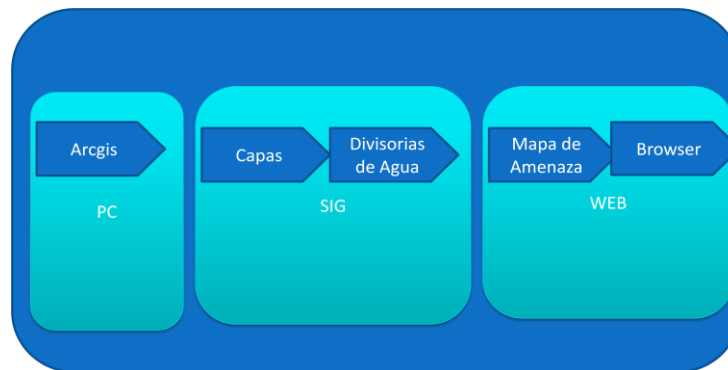 Arcgis
PC
Capas
Divisorias
de Agua
SIG
Mapa de
Amenaza
Browser
WEB